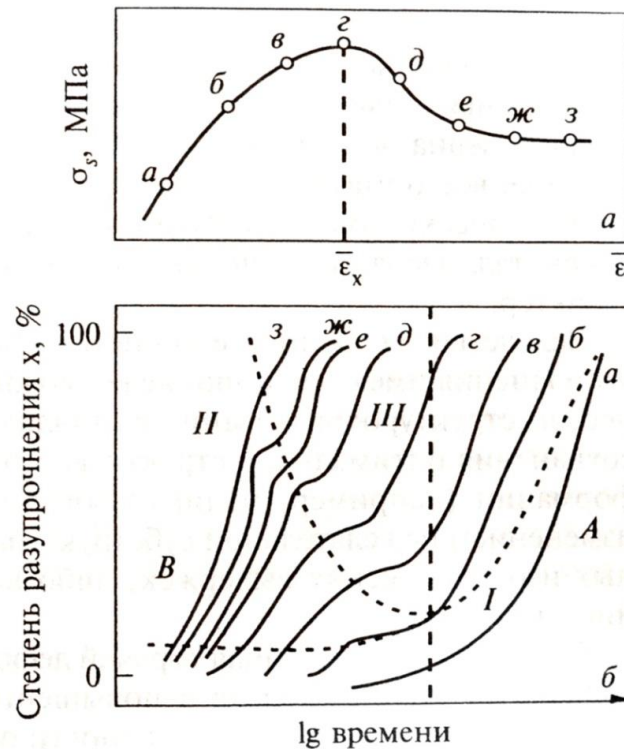 г
в
д
б
е
ж
з
а
σₛ, МПа
а
ε̅ₓ
ε̅
Степень разупрочнения x, %
100
0
з
ж
е
д
г
в
б
а
II
III
B
A
I
б
lg времени